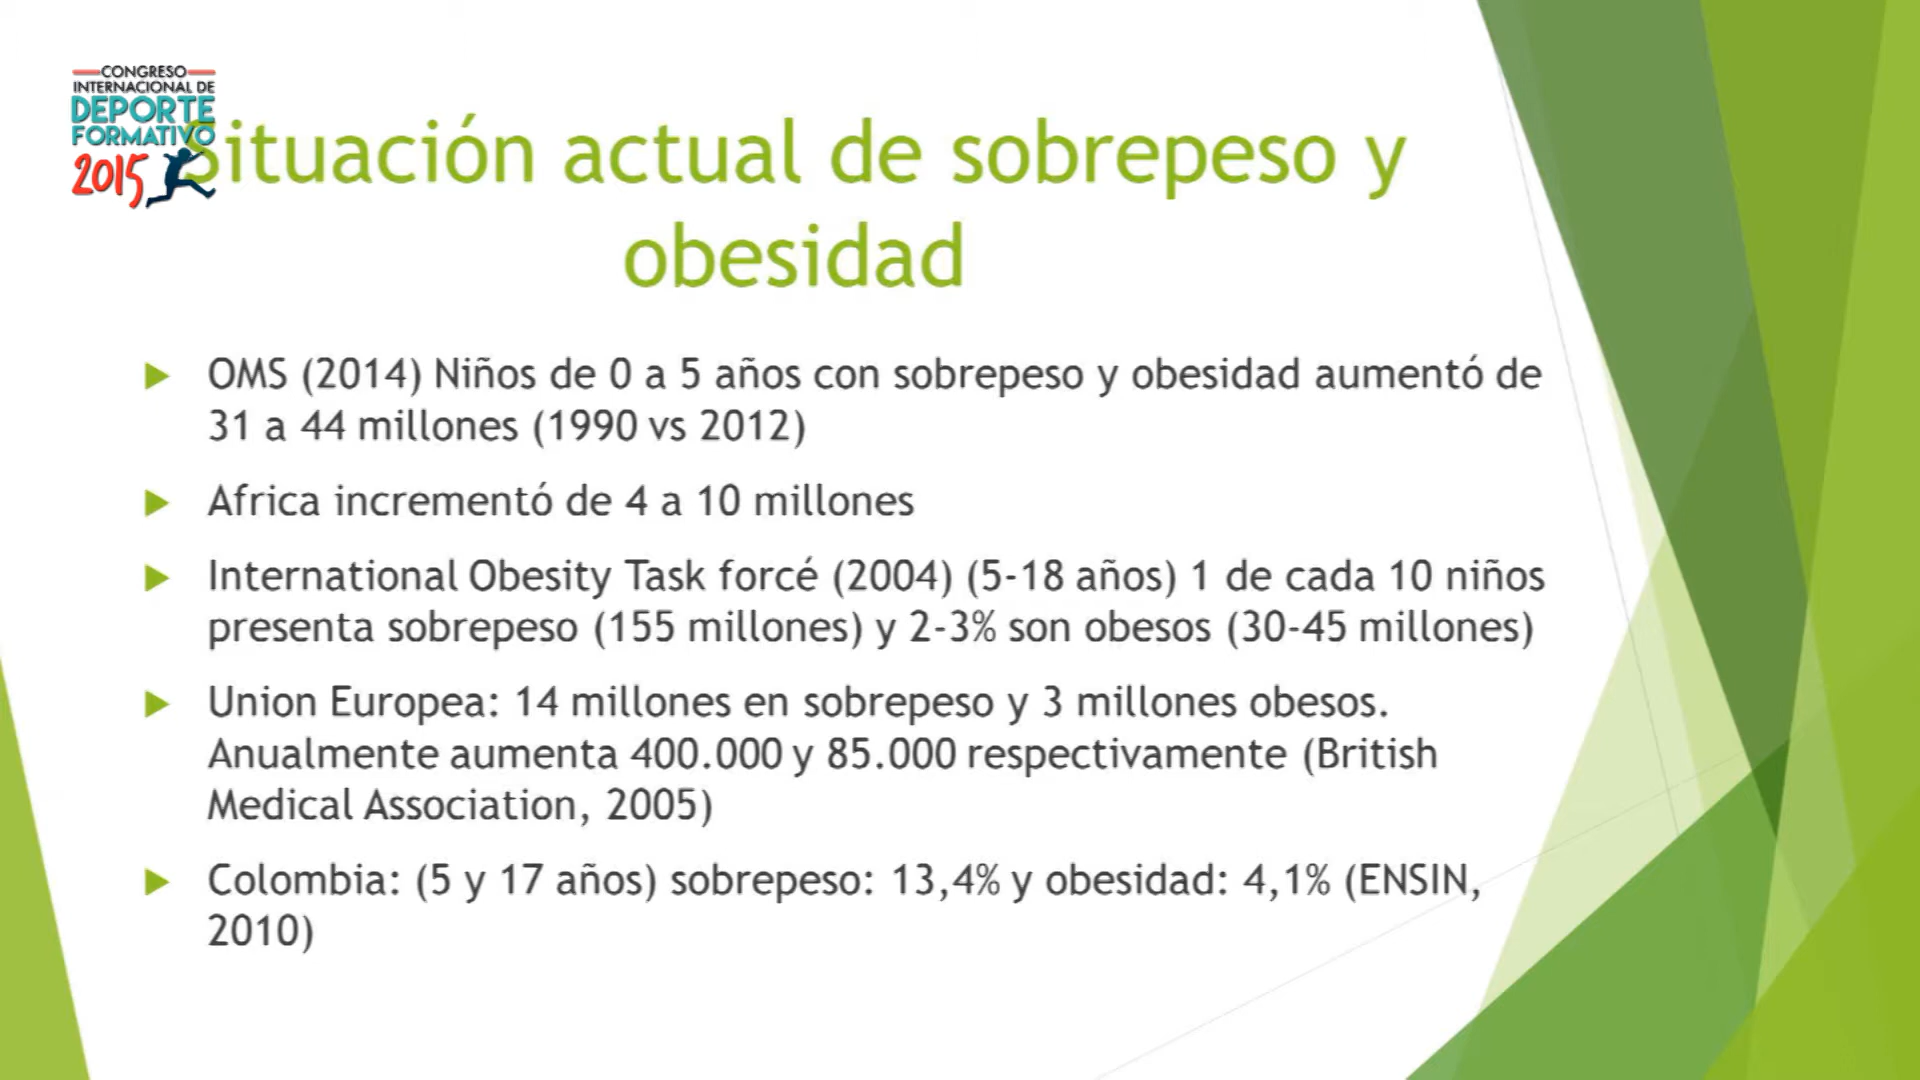 CONGRESO
INTERNACIONAL DE
DEPORTE
FORMATIVO
2015
Situación actual de sobrepeso y
obesidad
OMS (2014) Niños de 0 a 5 años con sobrepeso y obesidad aumentó de
31 a 44 millones (1990 vs 2012)
Africa incrementó de 4 a 10 millones
International Obesity Task forcé (2004) (5-18 años) 1 de cada 10 niños
presenta sobrepeso (155 millones) y 2-3% son obesos (30-45 millones)
Union Europea: 14 millones en sobrepeso y 3 millones obesos.
Anualmente aumenta 400.000 y 85.000 respectivamente (British
Medical Association, 2005)
Colombia: (5 y 17 años) sobrepeso: 13,4% y obesidad: 4,1% (ENSIN,
2010)